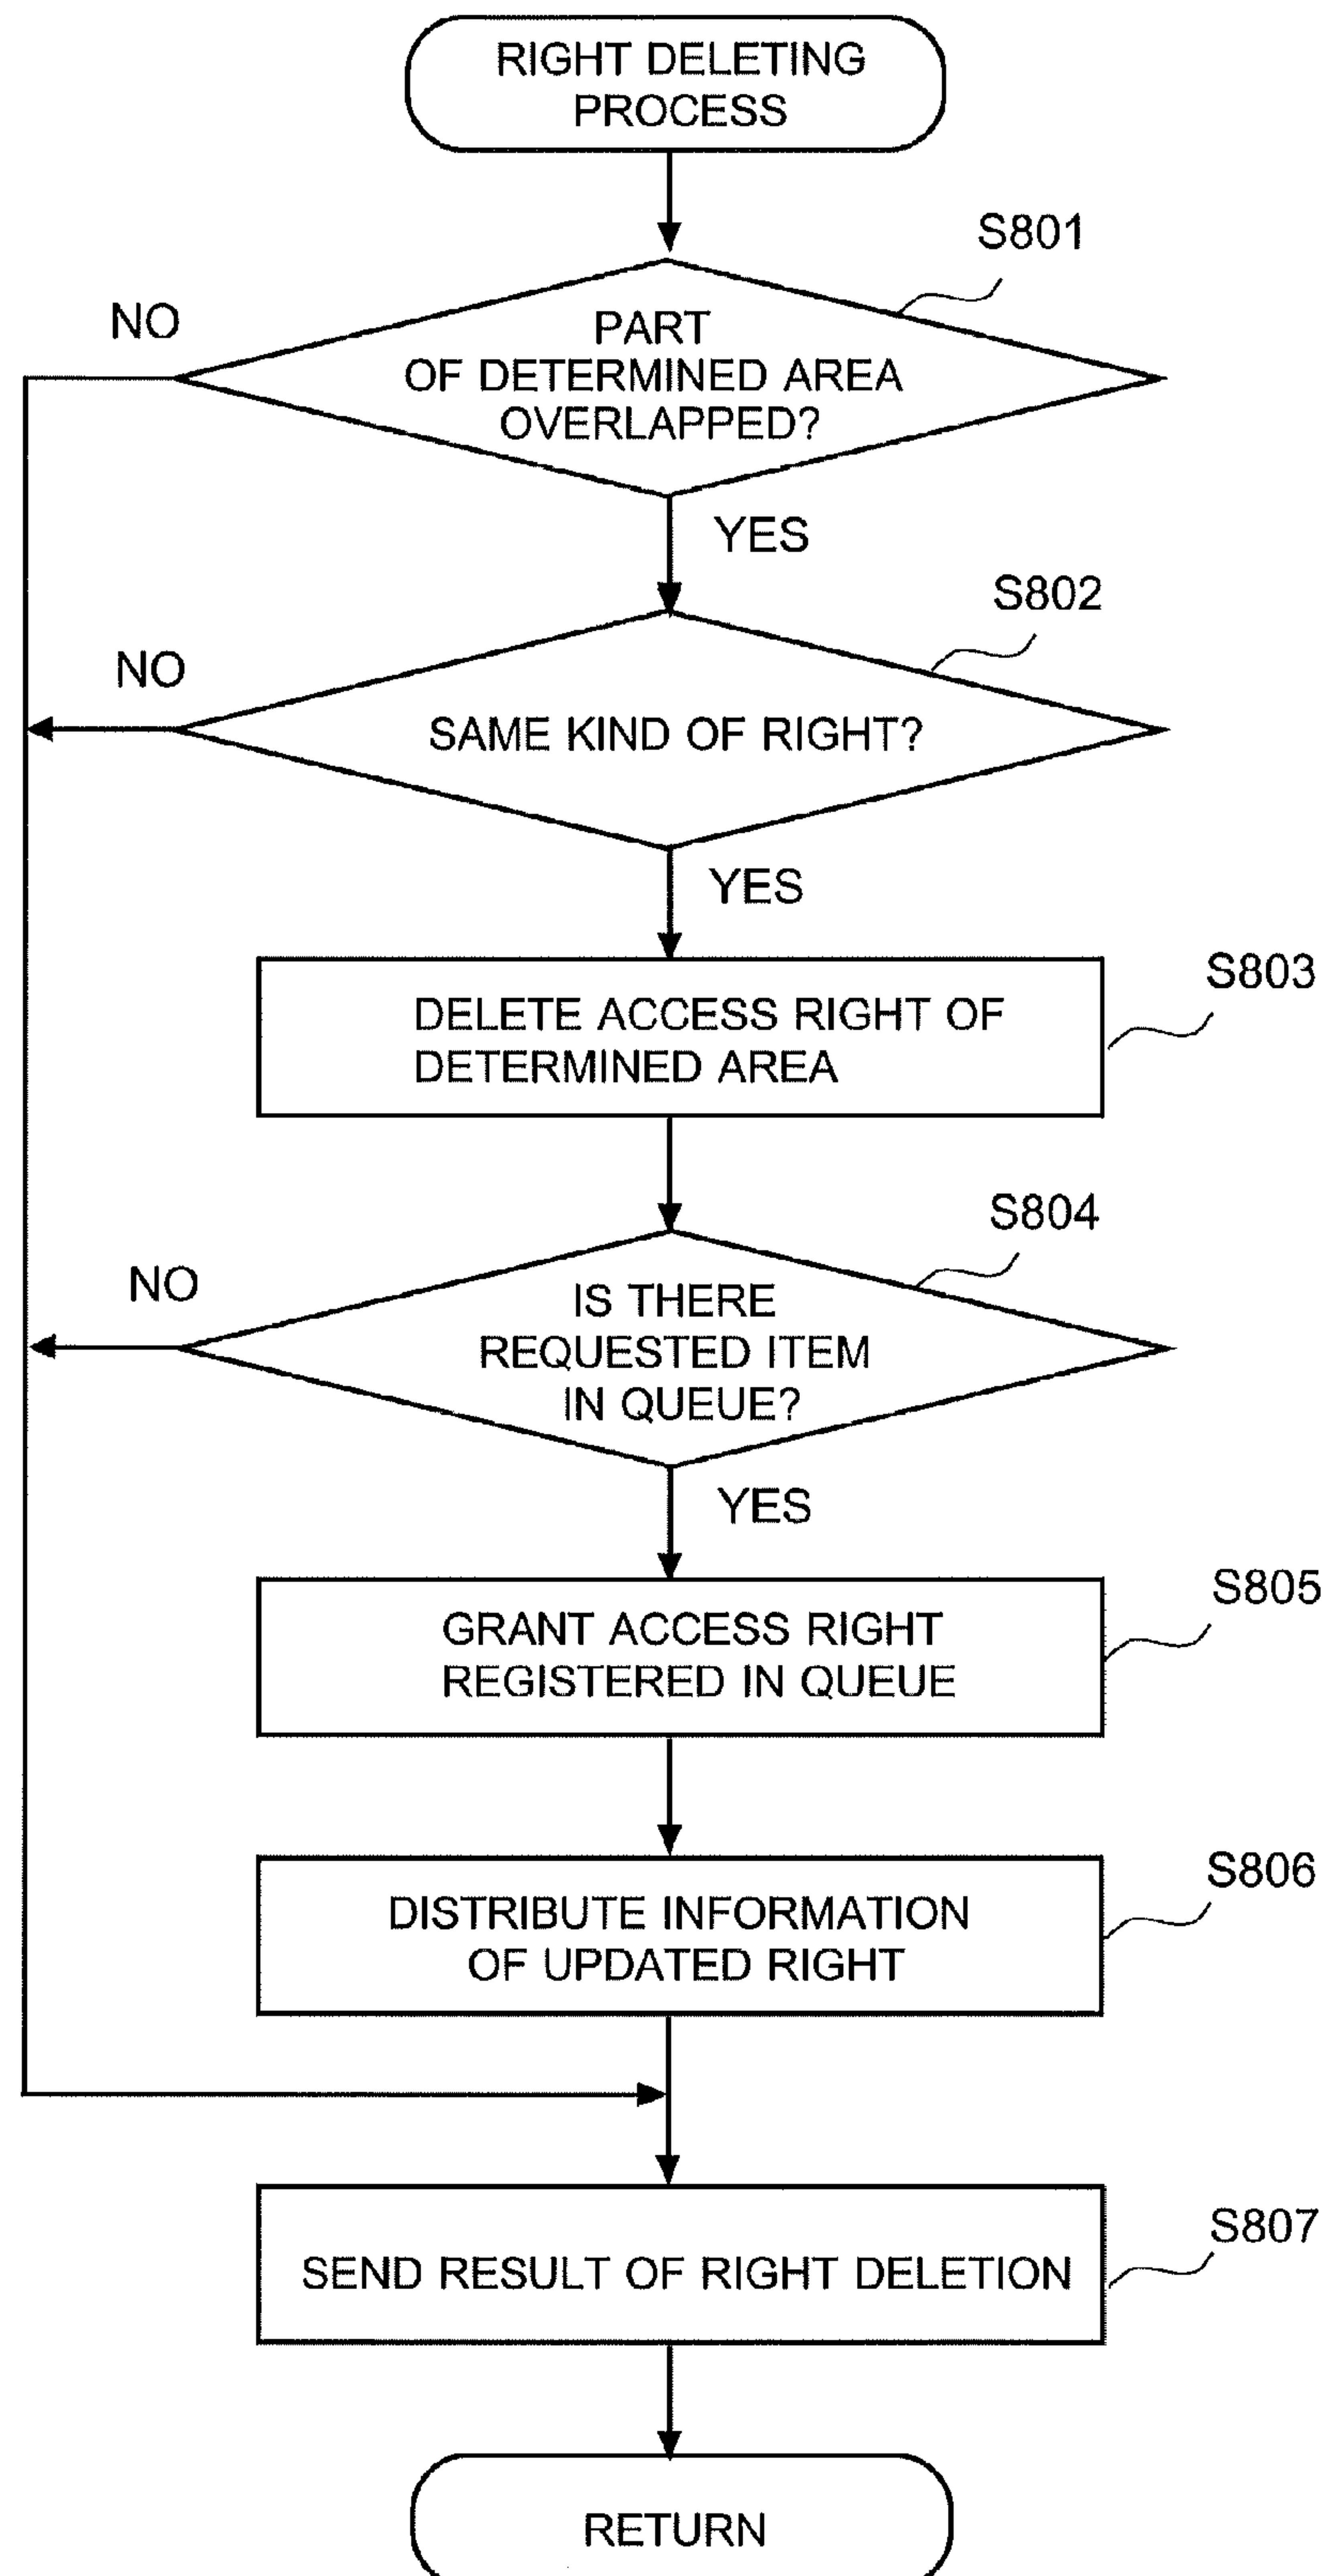 RIGHT DELETING
PROCESS
S801
NO
PART
OF DETERMINED AREA
OVERLAPPED?
YES
S802
NO
SAME KIND OF RIGHT?
YES
S803
DELETE ACCESS RIGHT OF
DETERMINED AREA
S804
NO
IS THERE
REQUESTED ITEM
IN QUEUE?
YES
S805
GRANT ACCESS RIGHT
REGISTERED IN QUEUE
S806
DISTRIBUTE INFORMATION
OF UPDATED RIGHT
S807
SEND RESULT OF RIGHT DELETION
RETURN